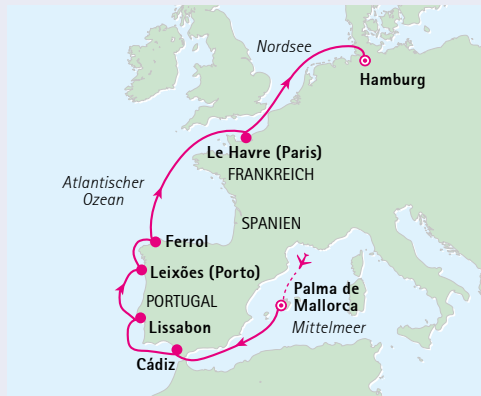 Nordsee
Hamburg
Le Havre (Paris)
FRANKREICH
Atlantischer
Ozean
SPANIEN
Ferrol
Leixões (Porto)
Palma de
Mallorca
PORTUGAL
Lissabon
Mittelmeer
Cádiz